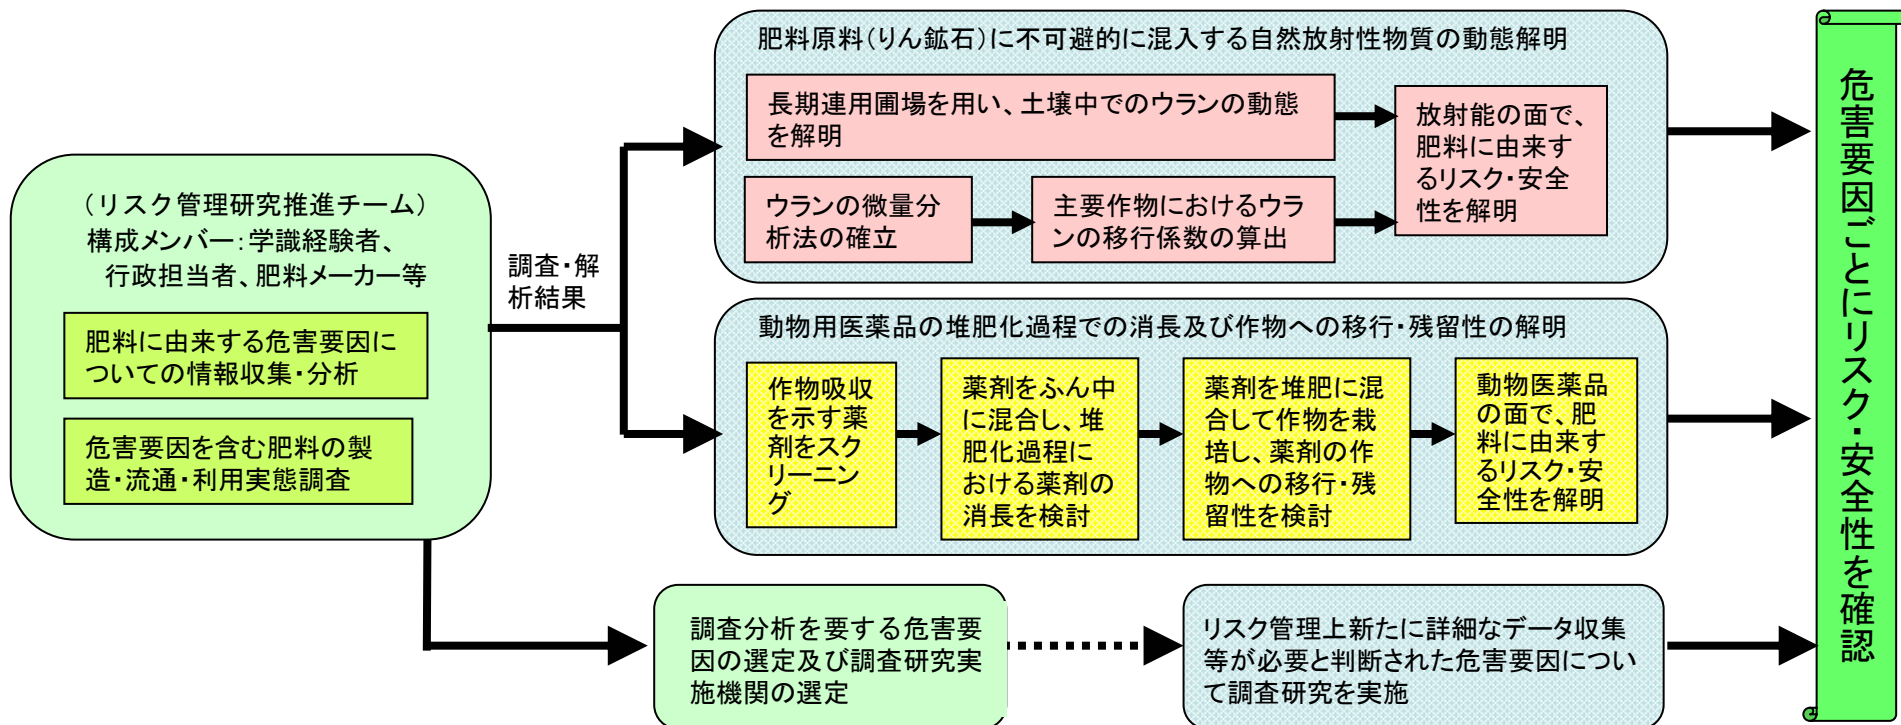 (リスク管理研究推進チーム)
構成メンバー：学識経験者、
行政担当者、肥料メーカー等
肥料に由来する危害要因に
ついての情報収集・分析
危害要因を含む肥料の製
造・流通・利用実態調査
調査・解
析結果
肥料原料(りん鉱石)に不可避的に混入する自然放射性物質の動態解明
長期連用圃場を用い、土壌中でのウランの動態
を解明
ウランの微量分
析法の確立
主要作物におけるウラ
ンの移行係数の算出
放射能の面で、
肥料に由来す
るリスク・安全
性を解明
動物用医薬品の堆肥化過程での消長及び作物への移行・残留性の解明
作物吸収
を示す薬
剤をスク
リーニン
グ
薬剤をふん中
に混合し、堆
肥化過程に
おける薬剤の
消長を検討
薬剤を堆肥に混
合して作物を栽
培し、薬剤の作
物への移行・残
留性を検討
動物医薬品
の面で、肥
料に由来す
るリスク・安
全性を解明
調査分析を要する危害要
因の選定及び調査研究実
施機関の選定
リスク管理上新たに詳細なデータ収集
等が必要と判断された危害要因につい
て調査研究を実施
危害要因ごとにリスク・安全性を確認